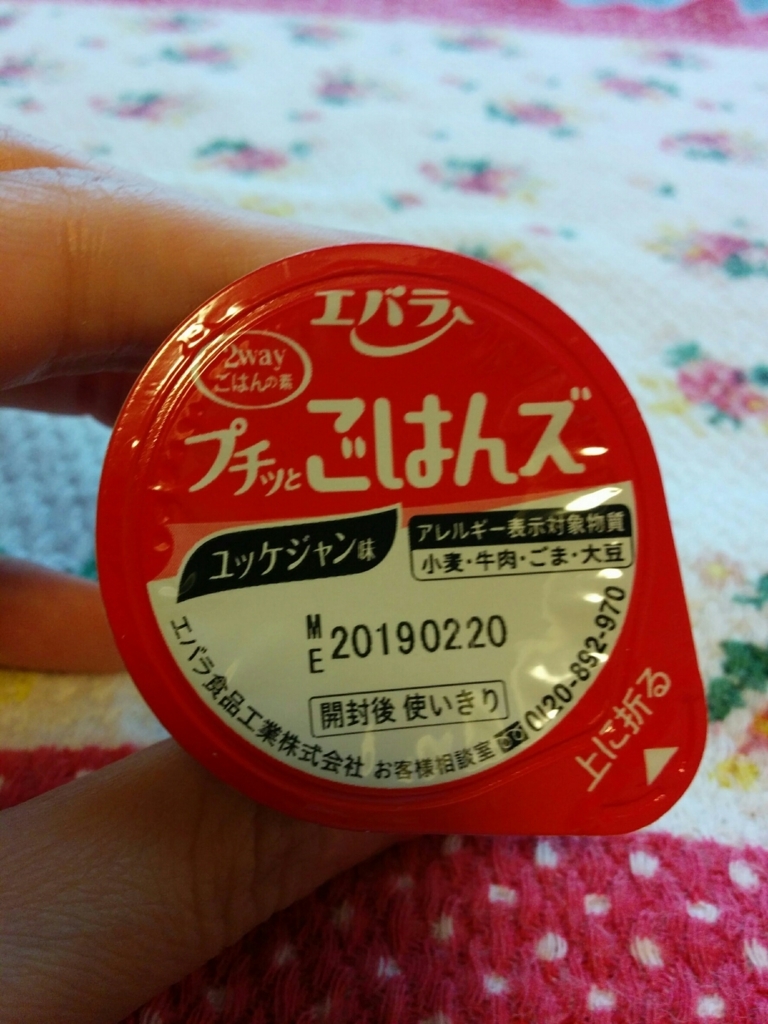 エバラ
2way
ごはんの素
プチッとごはんズ
ユッケジャン味
アレルギー表示対象物質
小麦・牛肉・ごま・大豆
M
E
20190220
開封後 使いきり
エバラ食品工業株式会社 お客様相談室 0120-892-970
上に折る